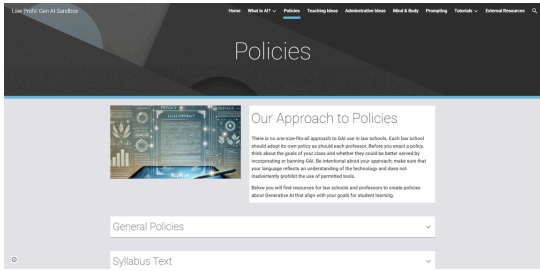 Law Profs' Gen AI Sandbox
Home What is AI? Policies Teaching Ideas Administrative Ideas Mind & Body Prompting Tutorials External Resources
Policies
LEGAL CONTRACT
Our Approach to Policies
There is no one-size-fits-all approach to GAI use in law schools. Each law school
should adopt its own policy as should each professor. Before you enact a policy,
think about the goals of your class and whether they could be better served by
incorporating or banning GAI. Be intentional about your approach; make sure that
your language reflects an understanding of the technology and does not
inadvertently prohibit the use of permitted tools.
Below you will find resources for law schools and professors to create policies
about Generative AI that align with your goals for student learning.
General Policies
Syllabus Text